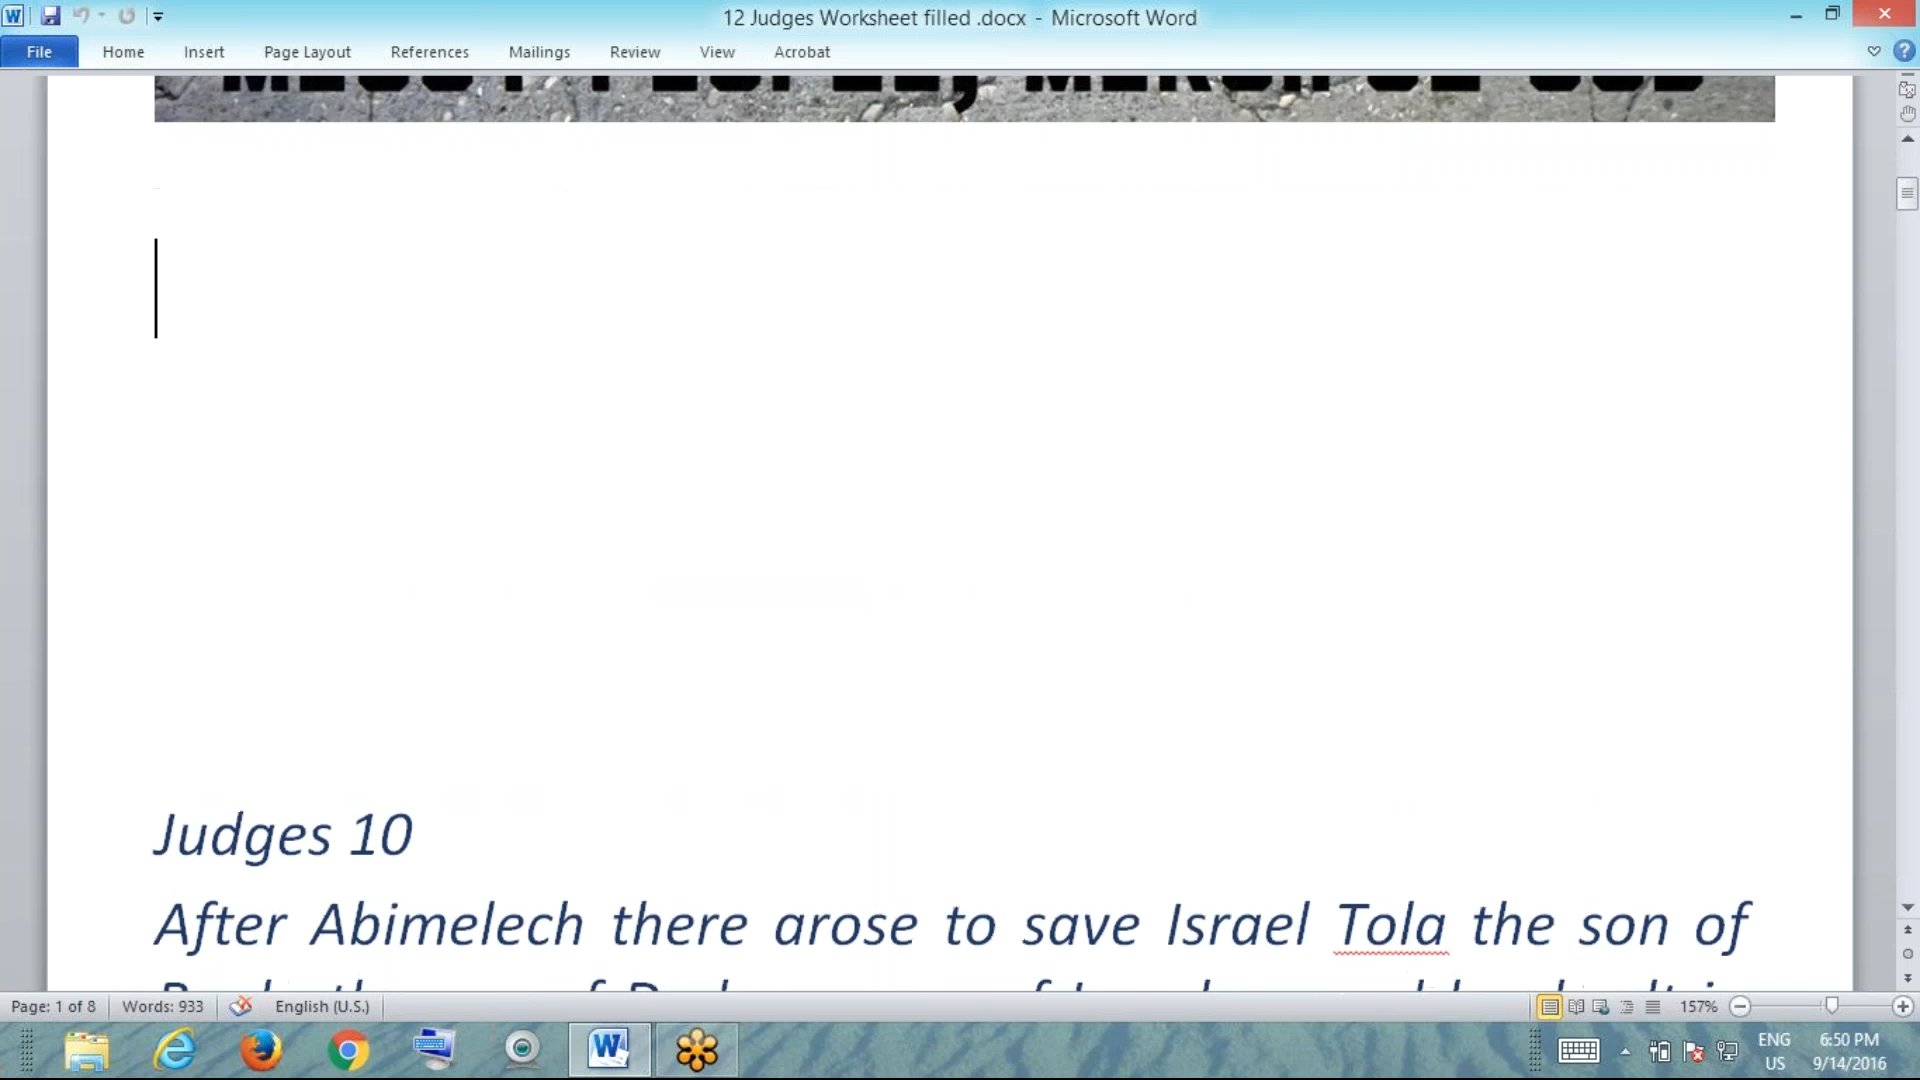 12 Judges Worksheet filled .docx - Microsoft Word
File Home Insert Page Layout References Mailings Review View Acrobat
Judges 10
After Abimelech there arose to save Israel Tola the son of
Page: 1 of 8 Words: 933 English (U.S.) 157%
ENG 6:50 PM
US 9/14/2016